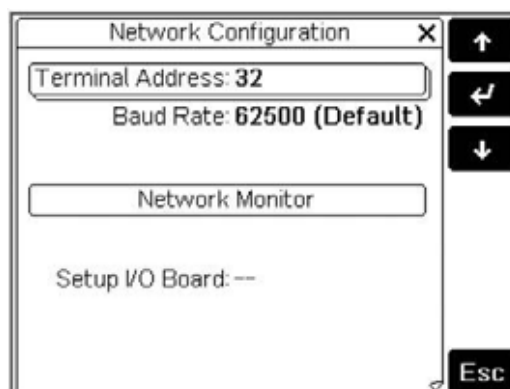 Network Configuration
Terminal Address: 32
Baud Rate: 62500 (Default)
Network Monitor
Setup I/O Board: --
Esc